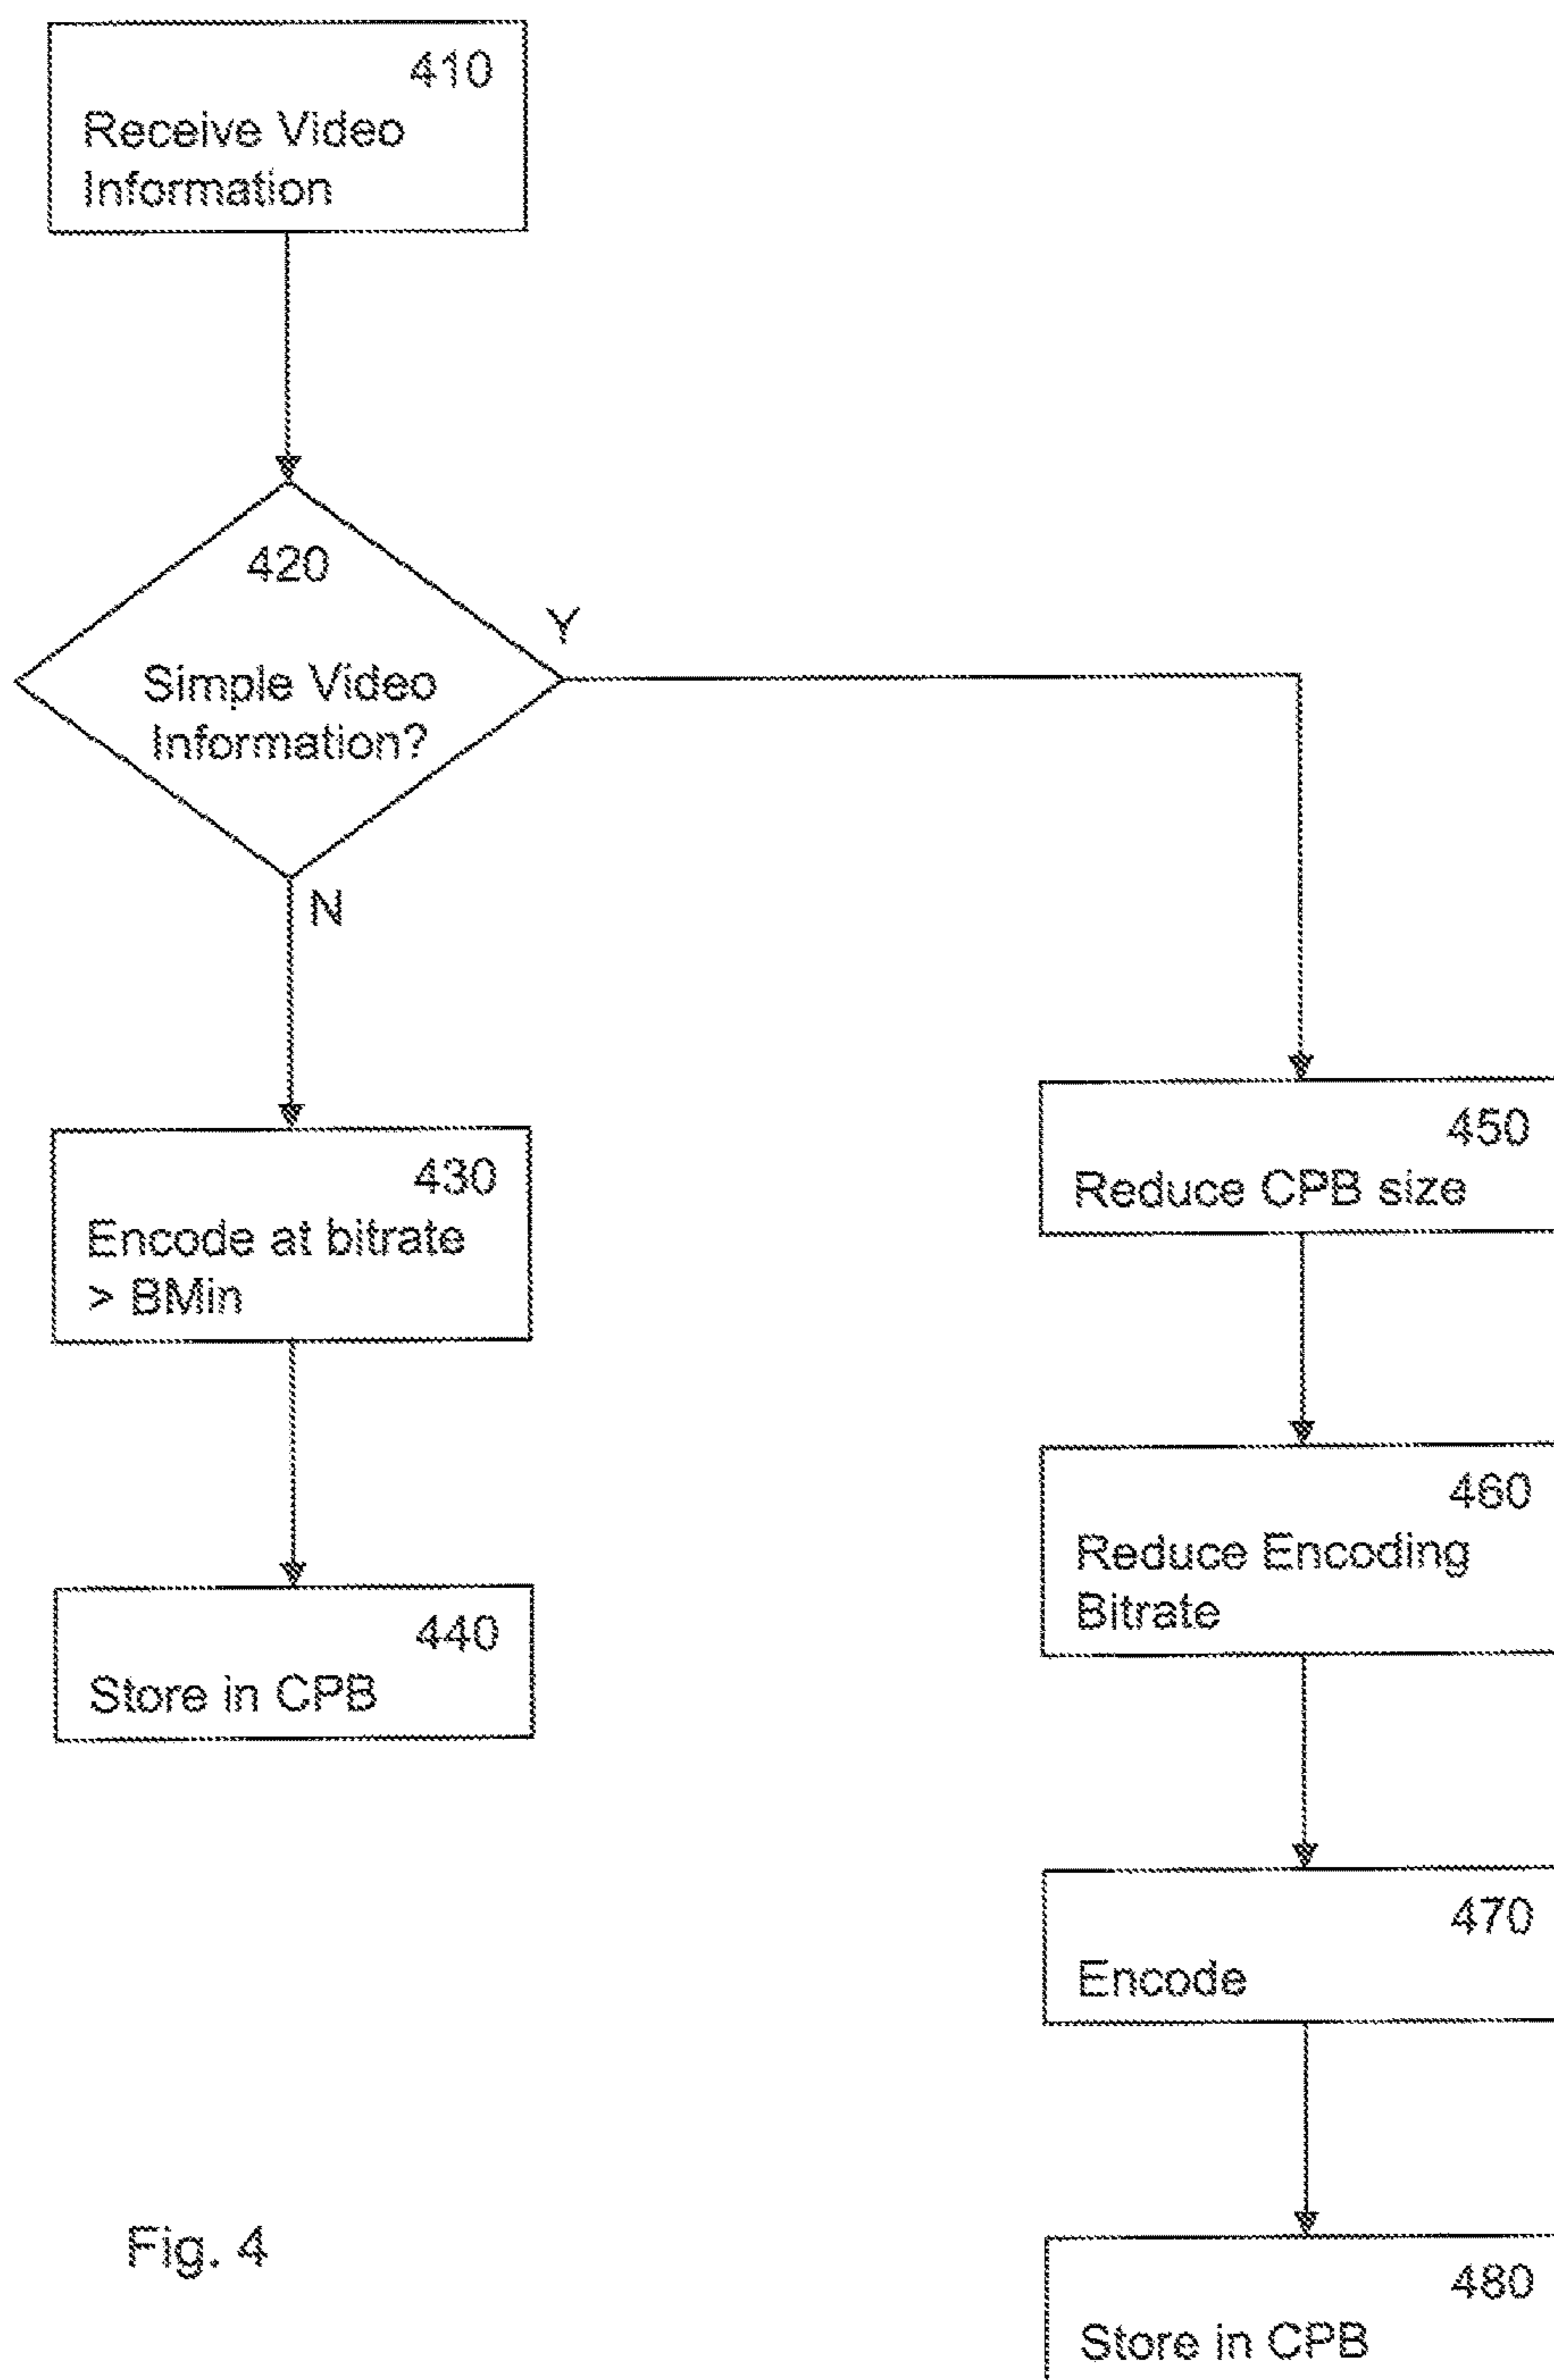 410
Receive Video
Information
420
Simple Video
Information?
Y
N
430
Encode at bitrate
> BMin
440
Store in CPB
450
Reduce CPB size
460
Reduce Encoding
Bitrate
470
Encode
480
Store in CPB
Fig. 4